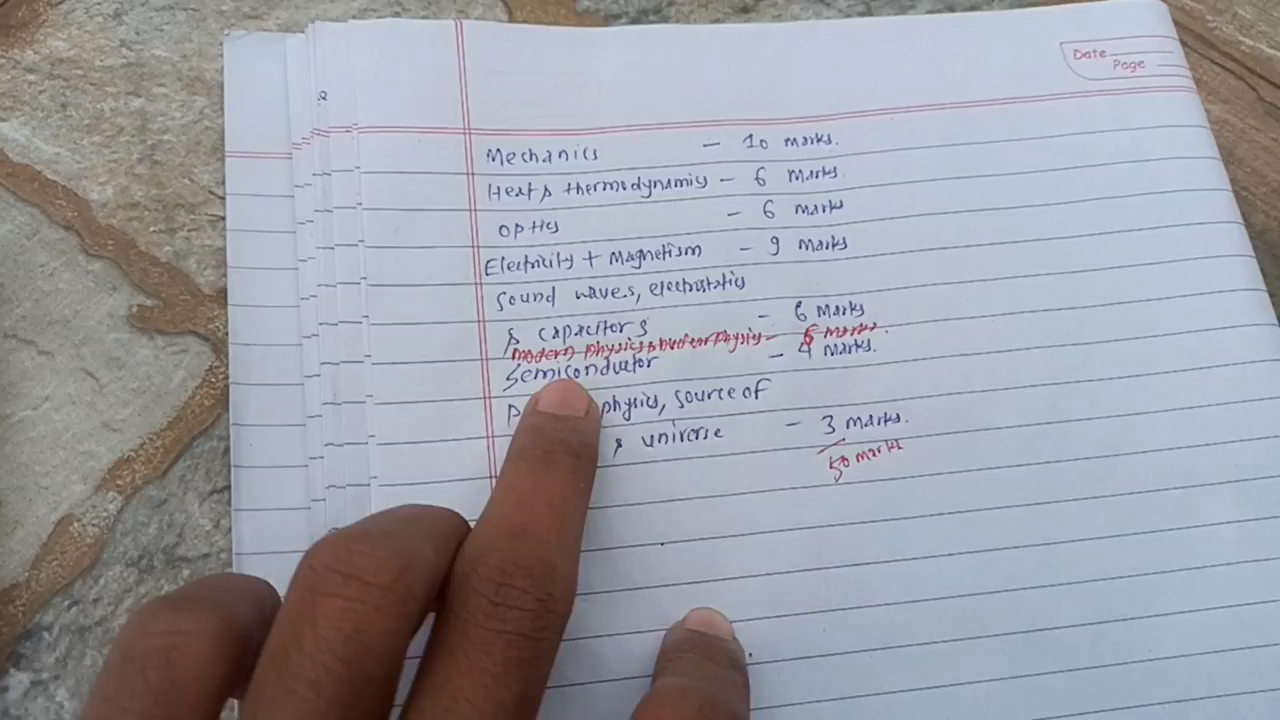 Date
Page
Mechanics - 10 marks.
Heat & thermodynamics - 6 marks.
optics - 6 marks
Electricity + Magnetism - 9 marks
Sound waves, electrostatics
& capacitors - 6 marks
Modern physics & nuclear physics - 6 marks.
Semiconductor - 4 marks.
physics, source of
& universe - 3 marks.
50 marks